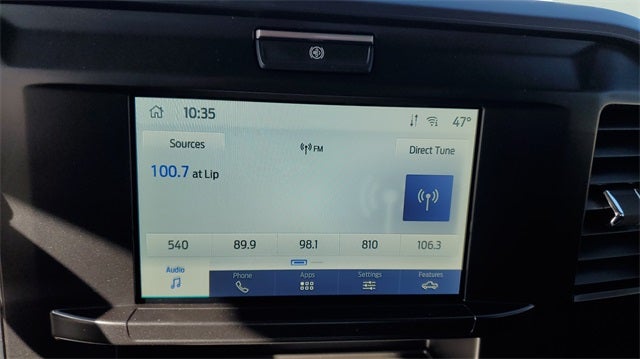 10:35 47°
Sources FM Direct Tune
100.7 at Lip
540 89.9 98.1 810 106.3
Audio Phone Apps Settings Features